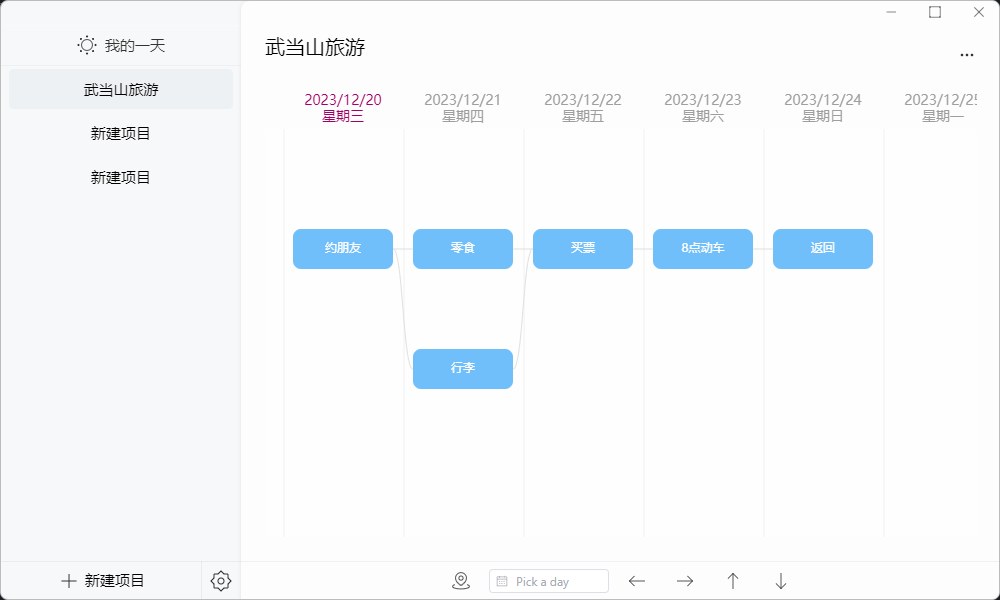 我的一天
武当山旅游
新建项目
新建项目
新建项目
武当山旅游
2023/12/20 2023/12/21 2023/12/22 2023/12/23 2023/12/24 2023/12/25
星期三 星期四 星期五 星期六 星期日 星期一
约朋友 零食 买票 8点动车 返回
行李
Pick a day